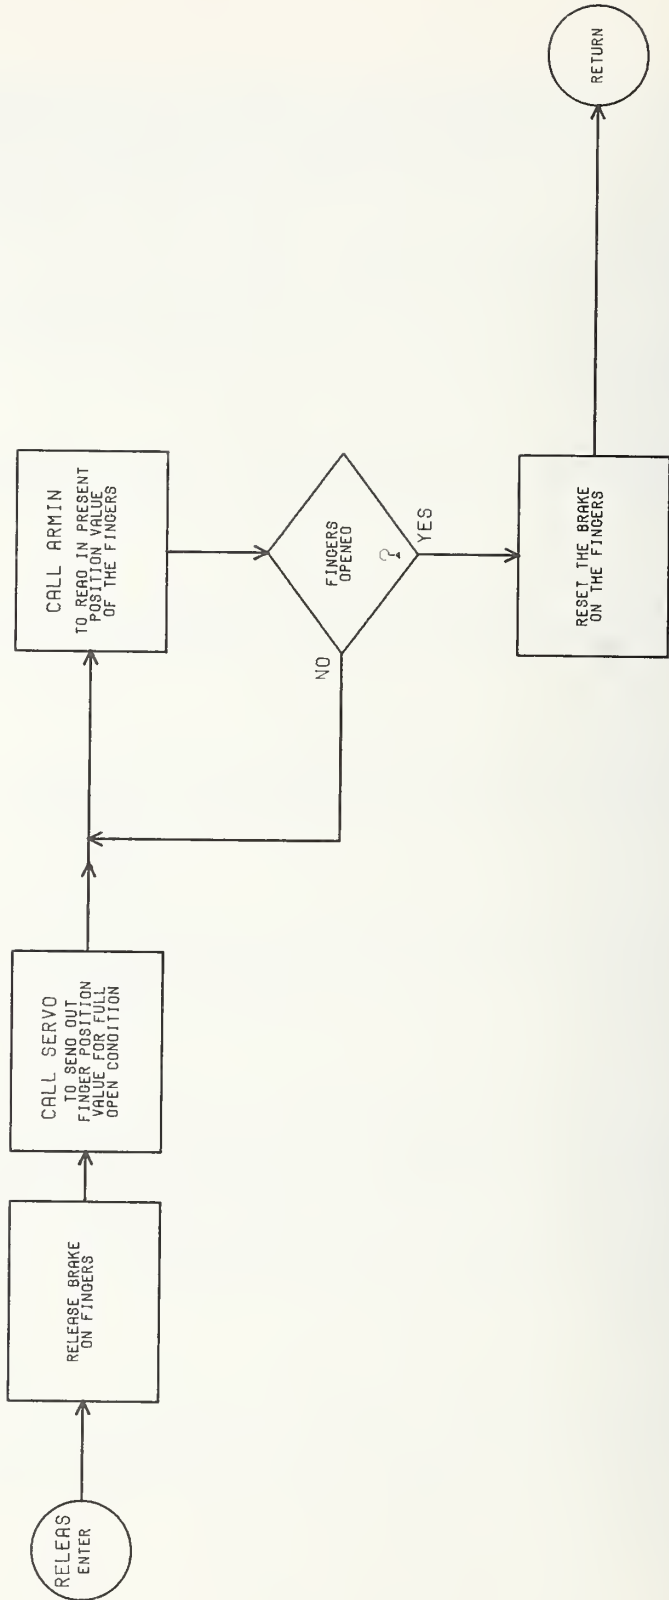 RELEAS
ENTER
RELEASE BRAKE
ON FINGERS
CALL SERVO
TO SEND OUT
FINGER POSITION
VALUE FOR FULL
OPEN CONDITION
CALL ARMIN
TO READ IN PRESENT
POSITION VALUE
OF THE FINGERS
FINGERS
OPENED
?
NO
YES
RESET THE BRAKE
ON THE FINGERS
RETURN